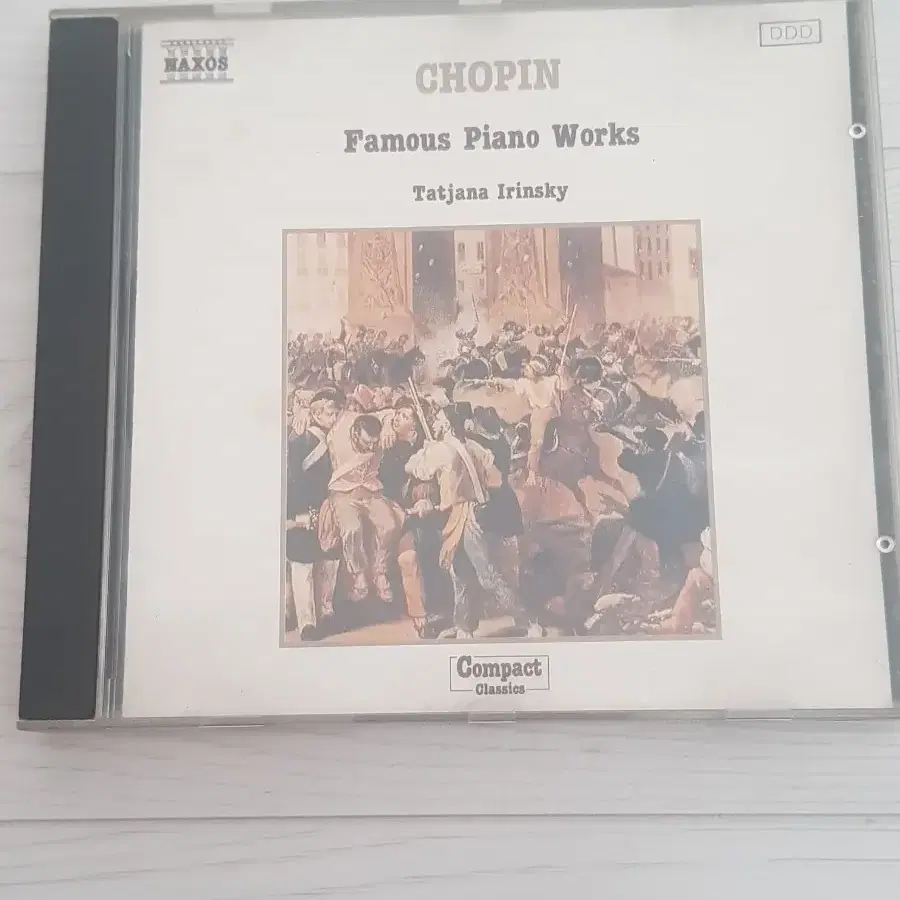 NAXOS
DDD
CHOPIN
Famous Piano Works
Tatjana Irinsky
Compact
Classics